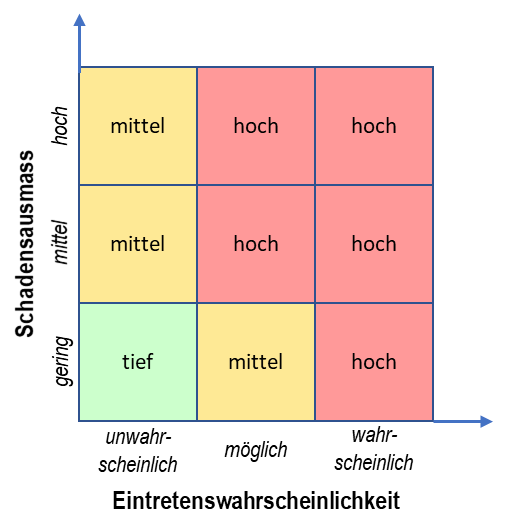 Schadensausmass
hoch
mittel
hoch
hoch
mittel
mittel
hoch
hoch
gering
tief
mittel
hoch
unwahr-
scheinlich
möglich
wahr-
scheinlich
Eintretenswahrscheinlichkeit